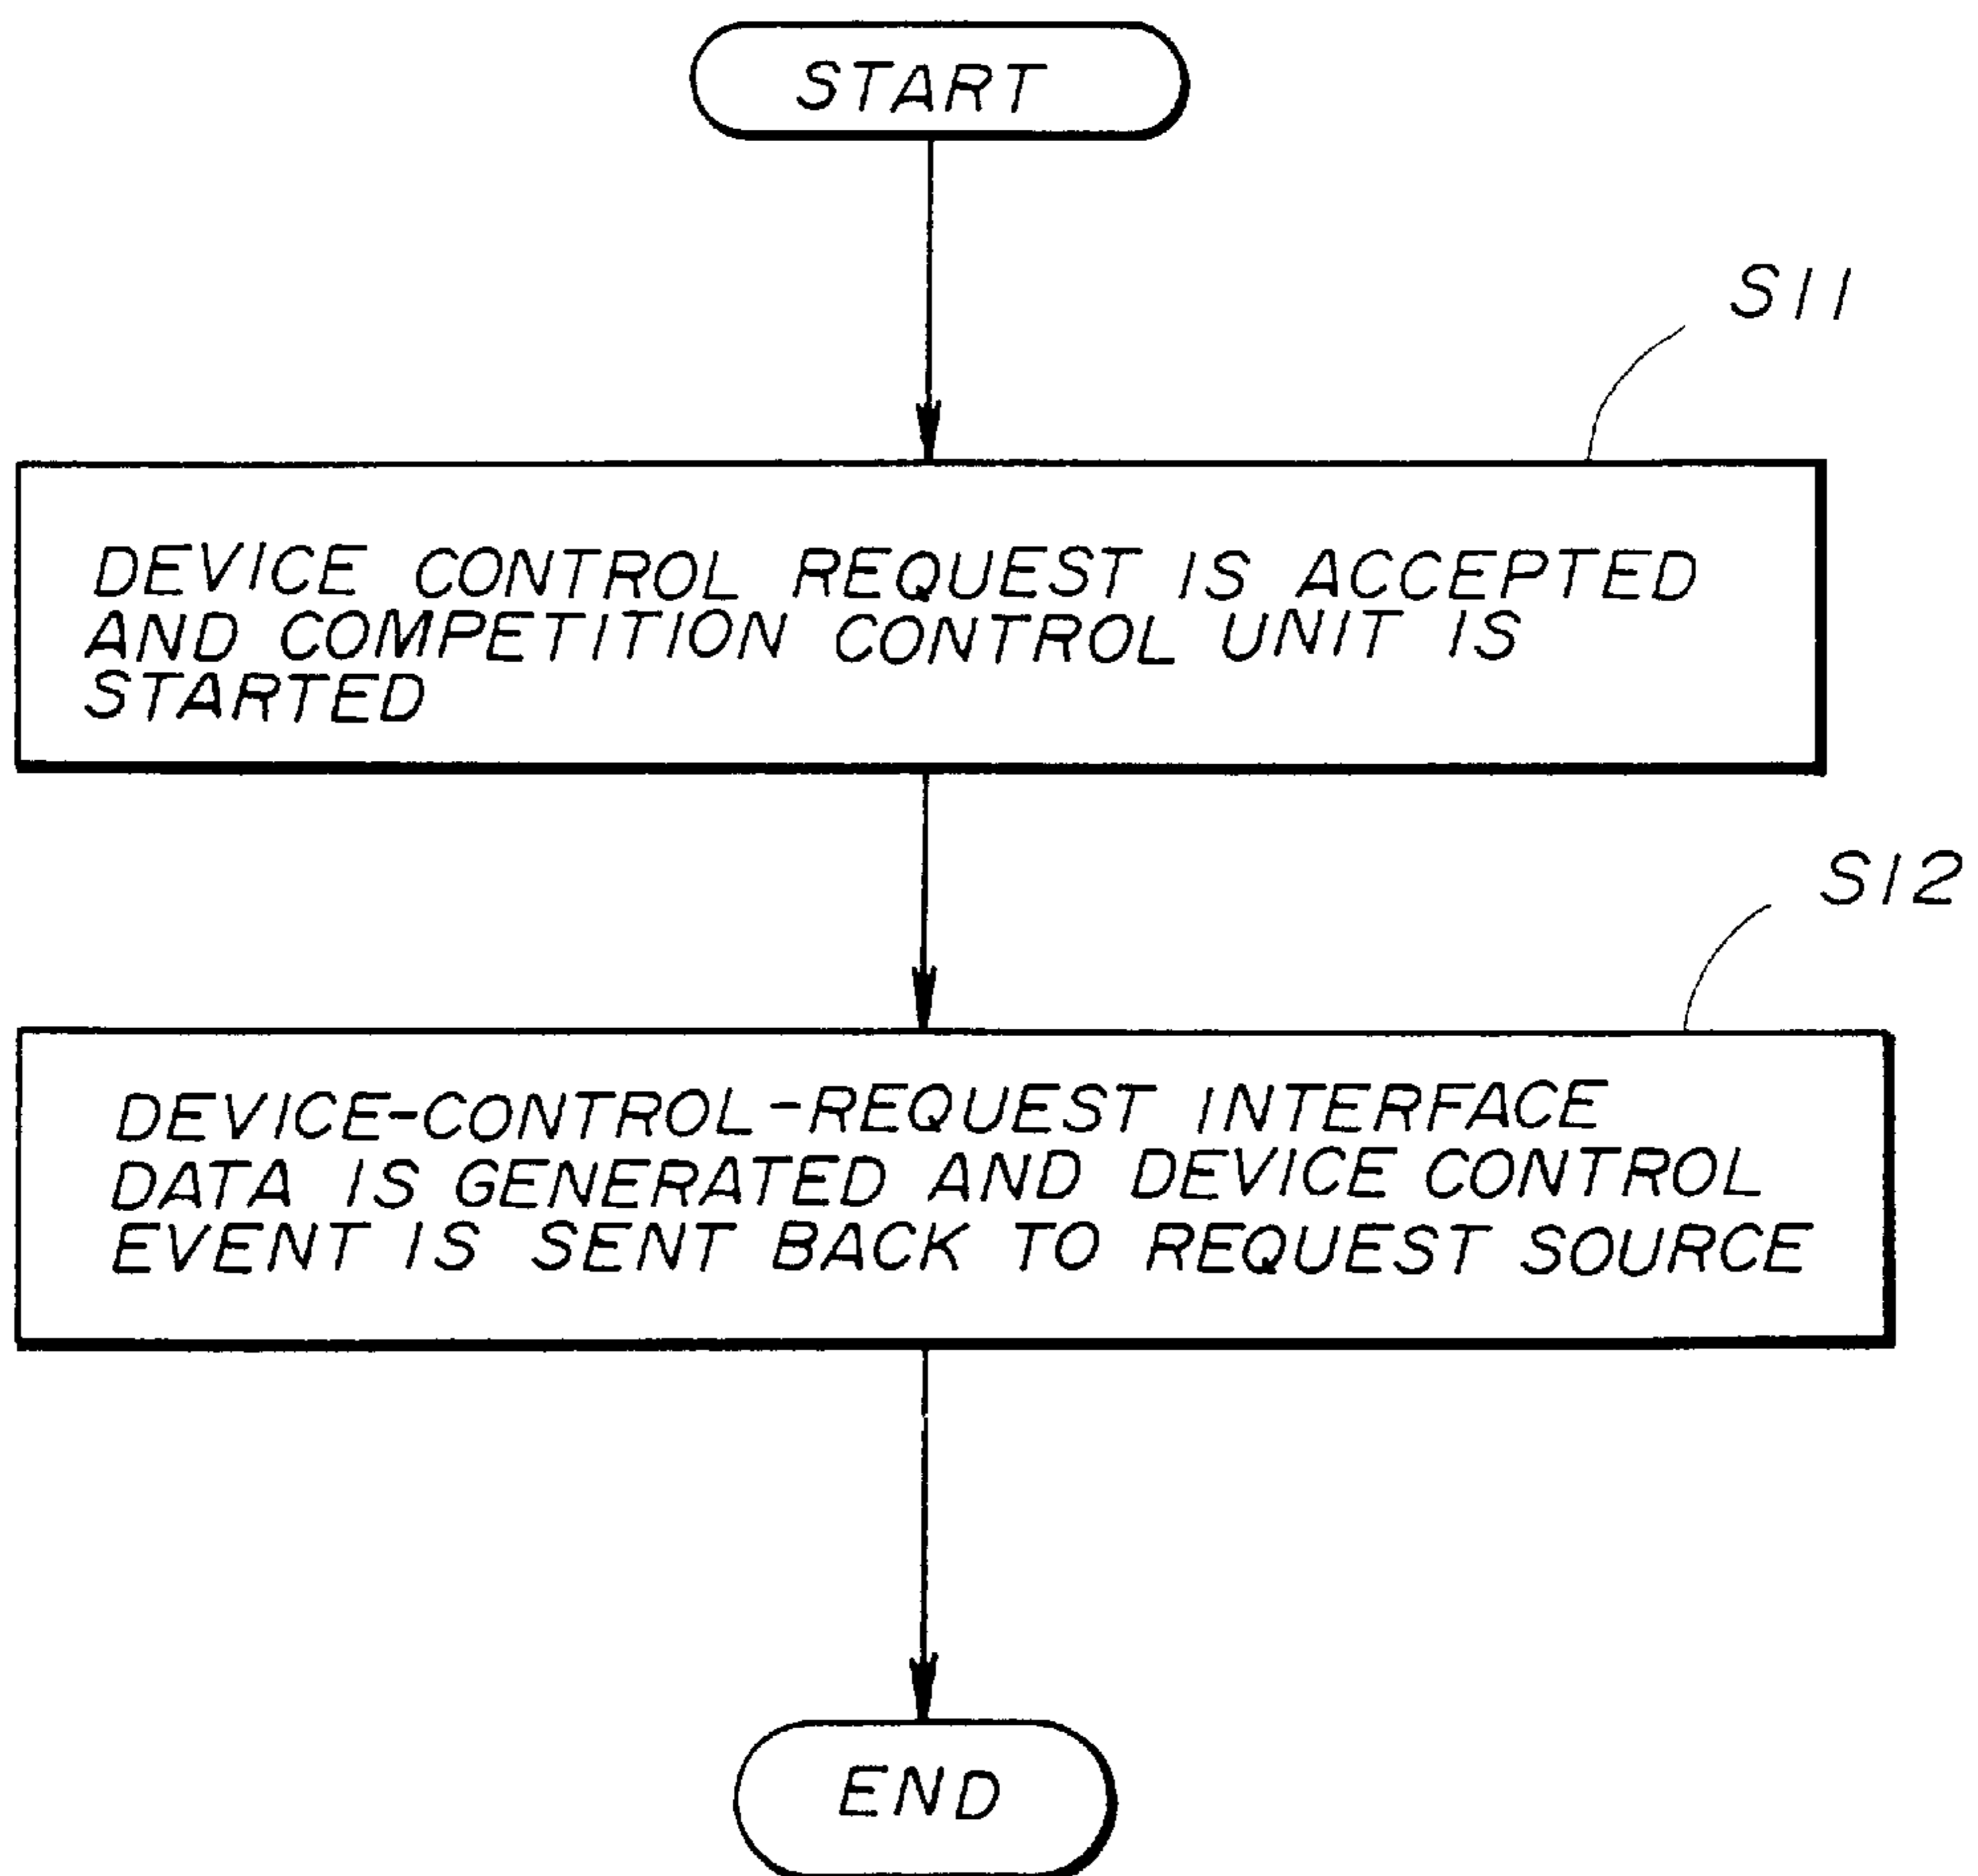 START
S11
DEVICE CONTROL REQUEST IS ACCEPTED
AND COMPETITION CONTROL UNIT IS
STARTED
S12
DEVICE-CONTROL-REQUEST INTERFACE
DATA IS GENERATED AND DEVICE CONTROL
EVENT IS SENT BACK TO REQUEST SOURCE
END